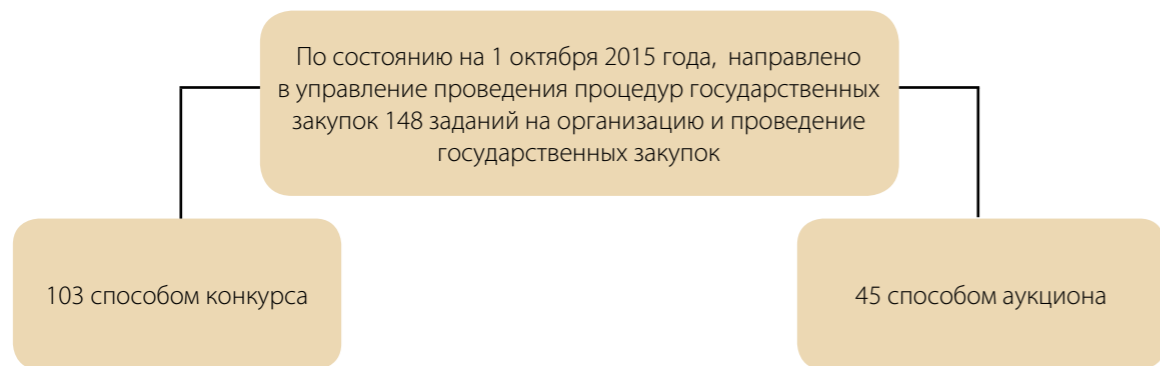 По состоянию на 1 октября 2015 года, направлено
в управление проведения процедур государственных
закупок 148 заданий на организацию и проведение
государственных закупок
103 способом конкурса
45 способом аукциона